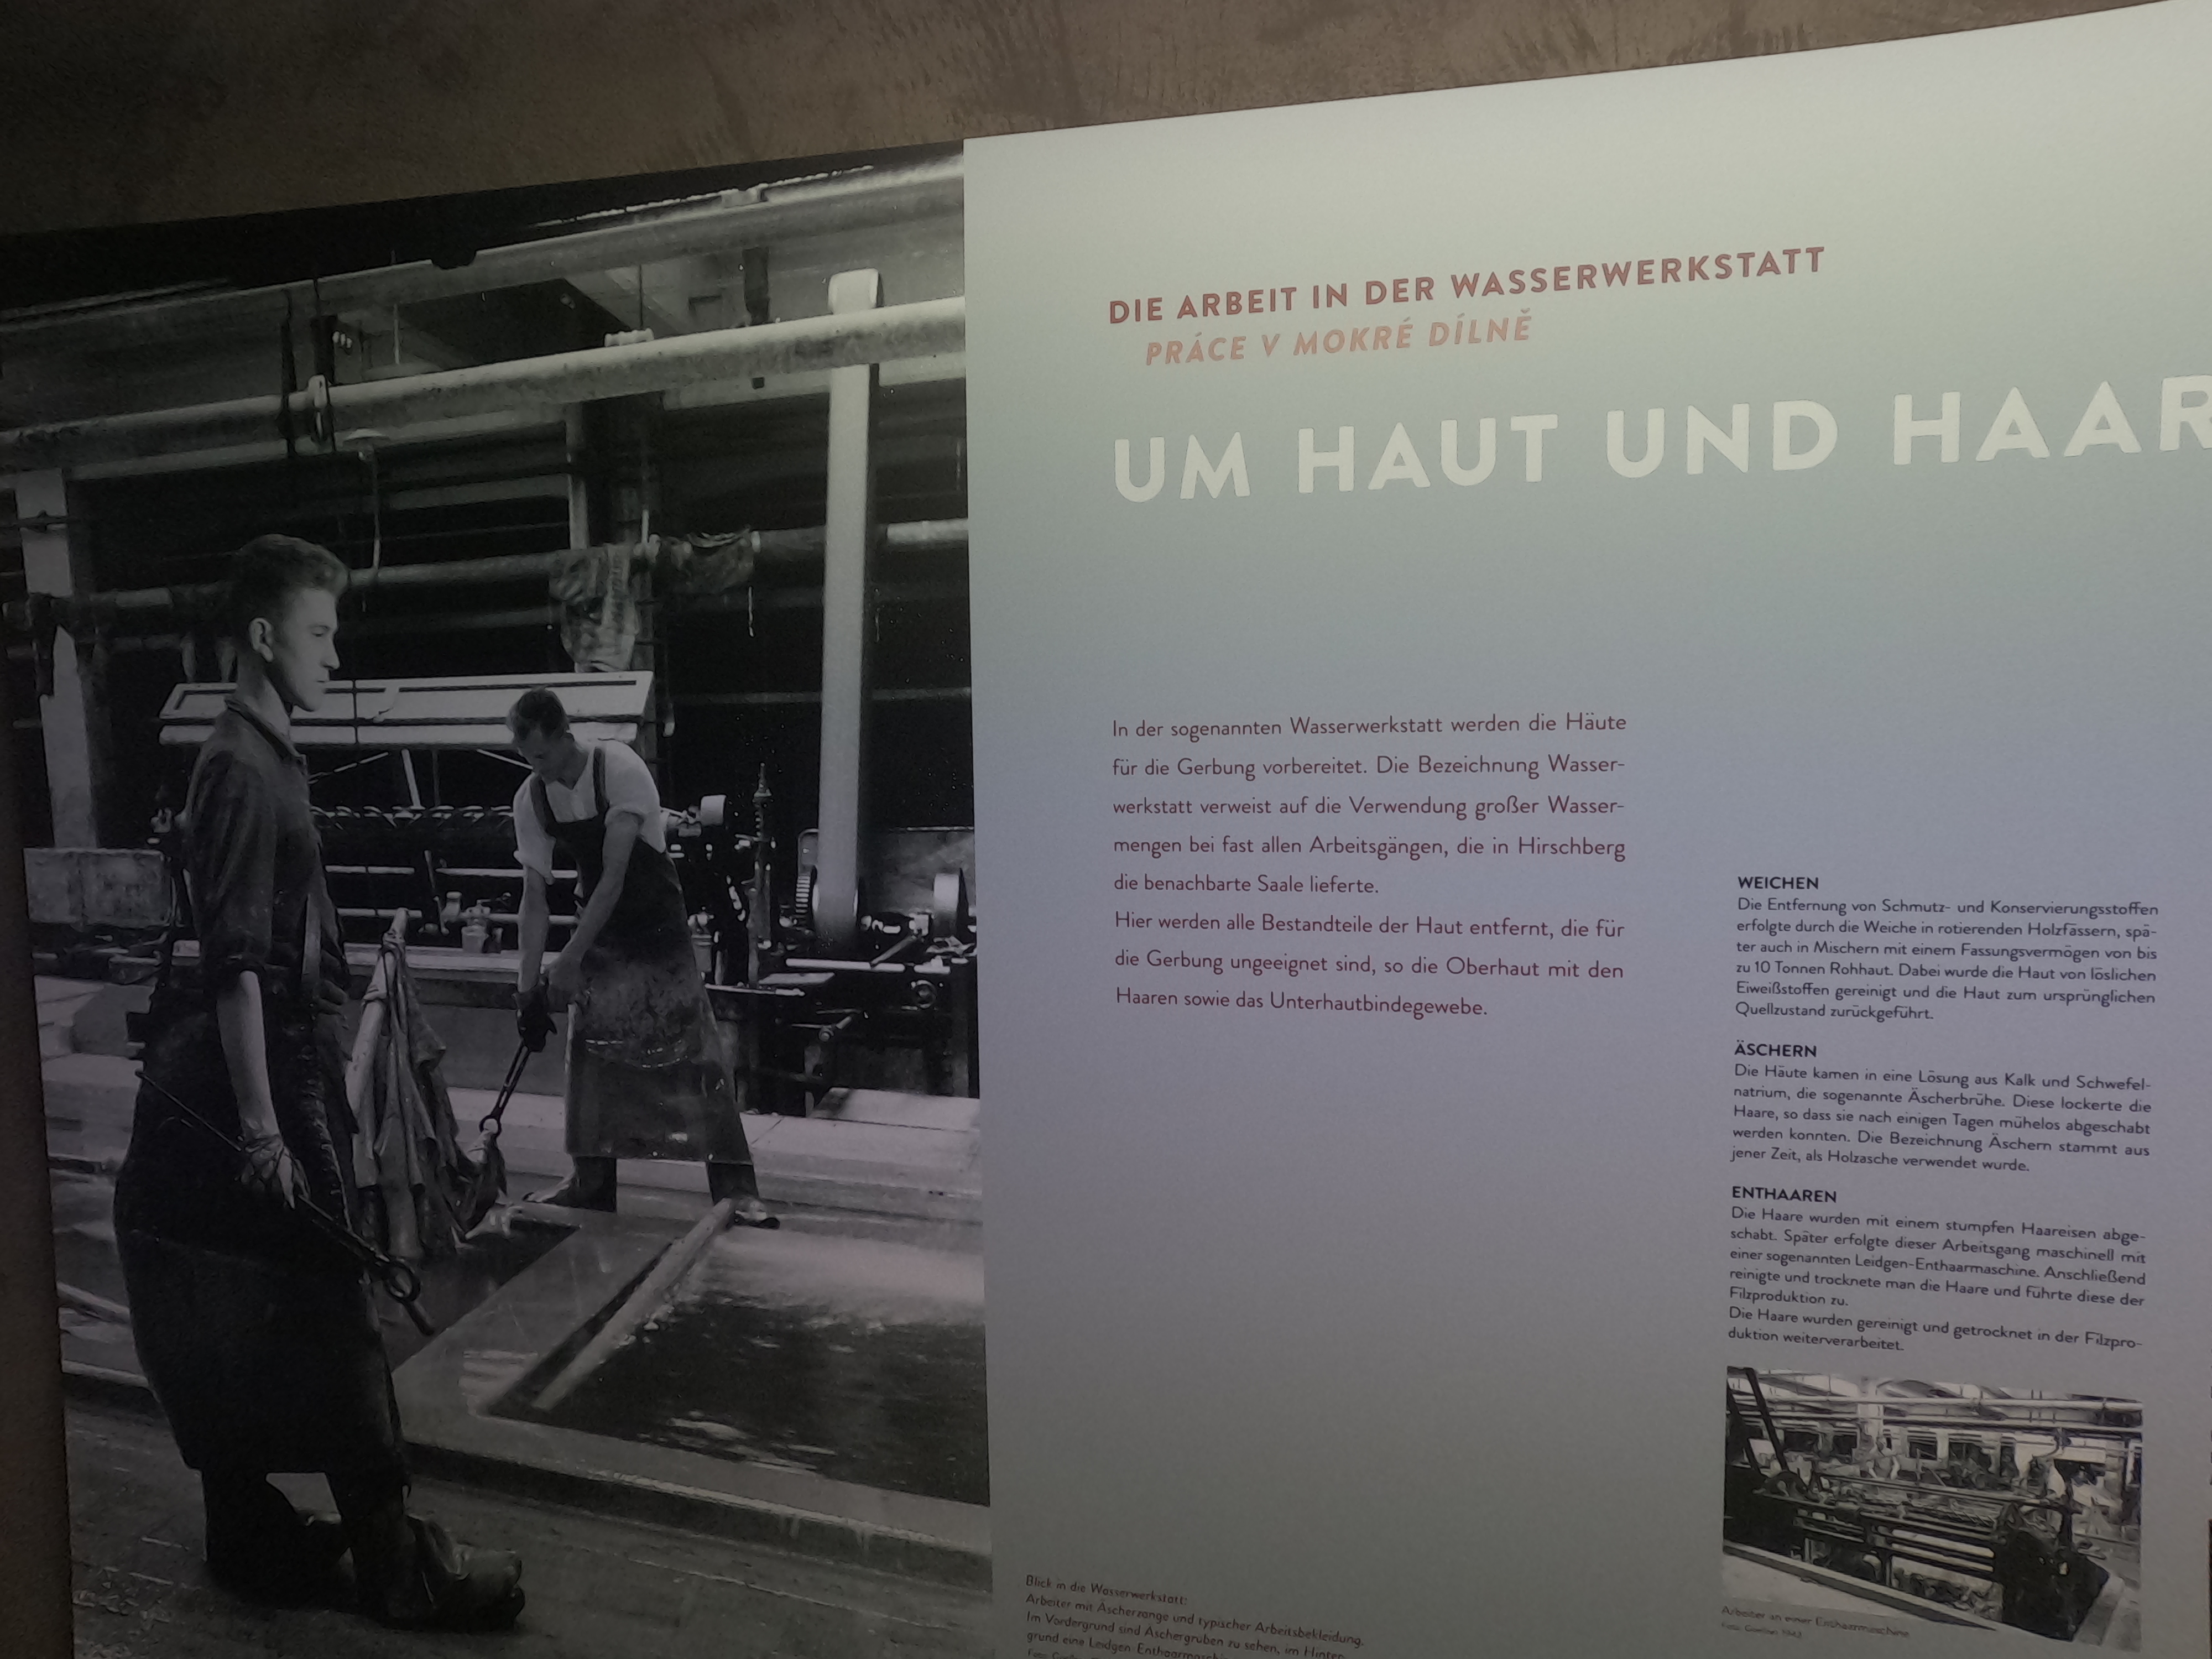 DIE ARBEIT IN DER WASSERWERKSTATT
PRÁCE V MOKRÉ DÍLNĚ
UM HAUT UND HAAR
In der sogenannten Wasserwerkstatt werden die Häute
für die Gerbung vorbereitet. Die Bezeichnung Wasser-
werkstatt verweist auf die Verwendung großer Wasser-
mengen bei fast allen Arbeitsgängen, die in Hirschberg
die benachbarte Saale lieferte.
Hier werden alle Bestandteile der Haut entfernt, die für
die Gerbung ungeeignet sind, so die Oberhaut mit den
Haaren sowie das Unterhautbindegewebe.
WEICHEN
Die Entfernung von Schmutz- und Konservierungsstoffen
erfolgte durch die Weiche in rotierenden Holzfässern, spä-
ter auch in Mischern mit einem Fassungsvermögen von bis
zu 10 Tonnen Rohhaut. Dabei wurde die Haut von löslichen
Eiweißstoffen gereinigt und die Haut zum ursprünglichen
Quellzustand zurückgeführt.
ÄSCHERN
Die Häute kamen in eine Lösung aus Kalk und Schwefel-
natrium, die sogenannte Äscherbrühe. Diese lockerte die
Haare, so dass sie nach einigen Tagen mühelos abgeschabt
werden konnten. Die Bezeichnung Äschern stammt aus
jener Zeit, als Holzasche verwendet wurde.
ENTHAAREN
Die Haare wurden mit einem stumpfen Haareisen abge-
schabt. Später erfolgte dieser Arbeitsgang maschinell mit
einer sogenannten Leidgen-Enthaarmaschine. Anschließend
reinigte und trocknete man die Haare und führte diese der
Filzproduktion zu.
Die Haare wurden gereinigt und getrocknet in der Filzpro-
duktion weiterverarbeitet.
Arbeiter an einer Enthaarmaschine
Blick in die Wasserwerkstatt:
Arbeiter mit Äscherzange und typischer Arbeitsbekleidung.
Im Vordergrund sind Äschergruben zu sehen, im Hinter-
grund eine Leidgen-